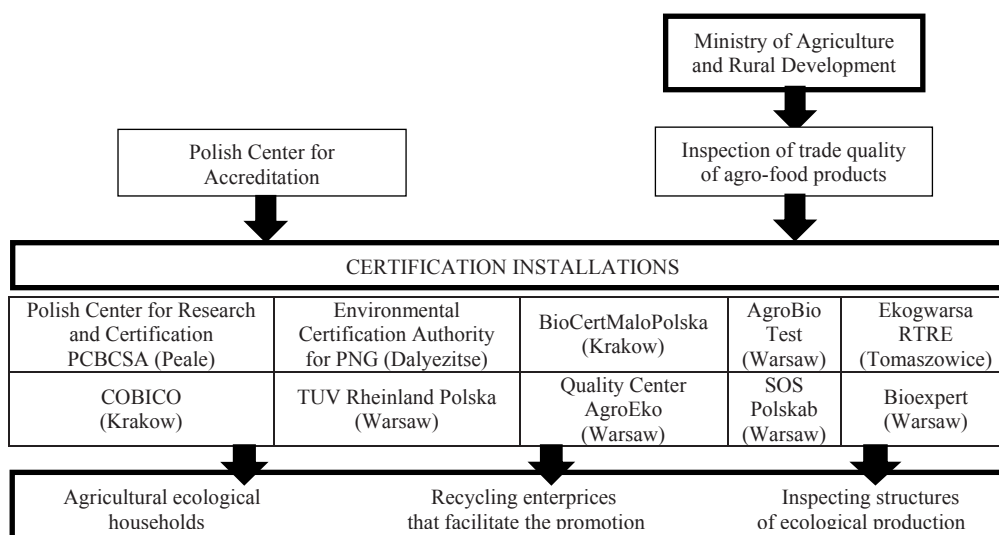 Ministry of Agriculture
and Rural Development
Polish Center for
Accreditation
Inspection of trade quality
of agro-food products
CERTIFICATION INSTALLATIONS
Polish Center for Research
and Certification
PCBCSA (Peale)
Environmental
Certification Authority
for PNG (Dalyezitse)
BioCertMaloPolska
(Krakow)
AgroBio
Test
(Warsaw)
Ekogwarsa
RTRE
(Tomaszowice)
COBICO
(Krakow)
TUV Rheinland Polska
(Warsaw)
Quality Center
AgroEko
(Warsaw)
SOS
Polskab
(Warsaw)
Bioexpert
(Warsaw)
Agricultural ecological
households
Recycling enterprices
that facilitate the promotion
Inspecting structures
of ecological production